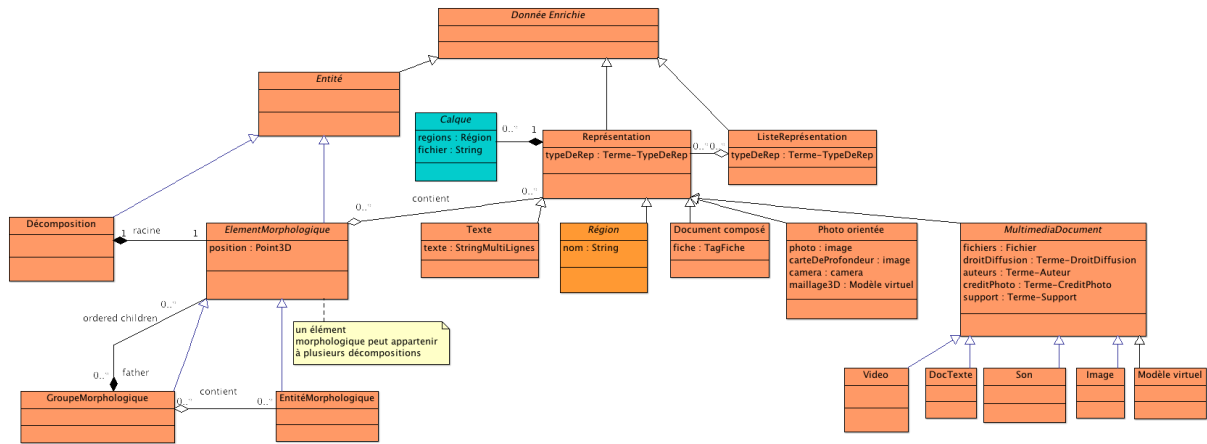 Donnée Enrichie
Entité
Calque
regions : Région
fichier : String
0..*
1
Représentation
typeDeRep : Terme-TypeDeRep
0..*
0..*
ListeReprésentation
typeDeRep : Terme-TypeDeRep
Décomposition
1
racine
1
ElementMorphologique
position : Point3D
0..*
contient
0..*
Texte
texte : StringMultiLignes
Région
nom : String
Document composé
fiche : TagFiche
Photo orientée
photo : image
carteDeProfondeur : image
camera : camera
maillage3D : Modèle virtuel
MultimediaDocument
fichiers : Fichier
droitDiffusion : Terme-DroitDiffusion
auteurs : Terme-Auteur
creditPhoto : Terme-CreditPhoto
support : Terme-Support
0..*
ordered children
un élément
morphologique peut appartenir
à plusieurs décompositions
0..*
father
GroupeMorphologique
0..*
contient
0..*
EntitéMorphologique
Video
DocTexte
Son
Image
Modèle virtuel